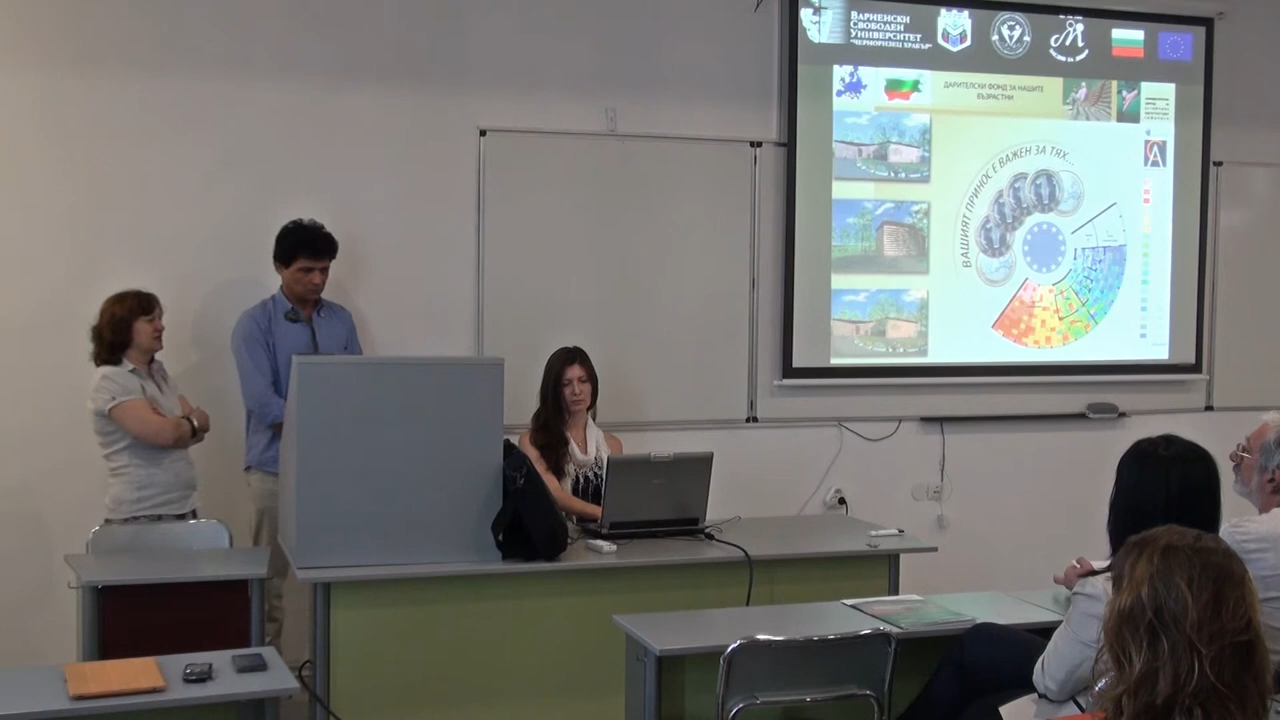 ВАРНЕНСКИ
СВОБОДЕН
УНИВЕРСИТЕТ
"ЧЕРНОРИЗЕЦ ХРАБЪР"
ДАРИТЕЛСКИ ФОНД ЗА НАШИТЕ
ВЪЗРАСТНИ
ВАШИЯТ ПРИНОС Е ВАЖЕН ЗА ТЯХ...